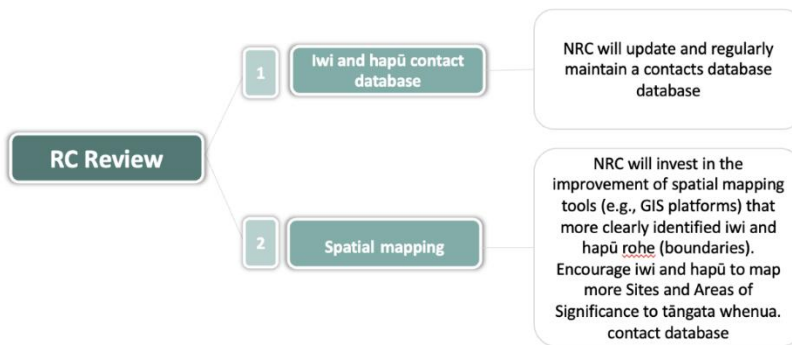 RC Review
1
Iwi and hapū contact
database
NRC will update and regularly
maintain a contacts database
database
2
Spatial mapping
NRC will invest in the
improvement of spatial mapping
tools (e.g., GIS platforms) that
more clearly identified iwi and
hapū rohe (boundaries).
Encourage iwi and hapū to map
more Sites and Areas of
Significance to tāngata whenua.
contact database